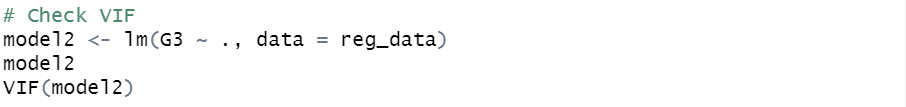 # Check VIF
model2 <- lm(G3 ~ ., data = reg_data)
model2
VIF(model2)